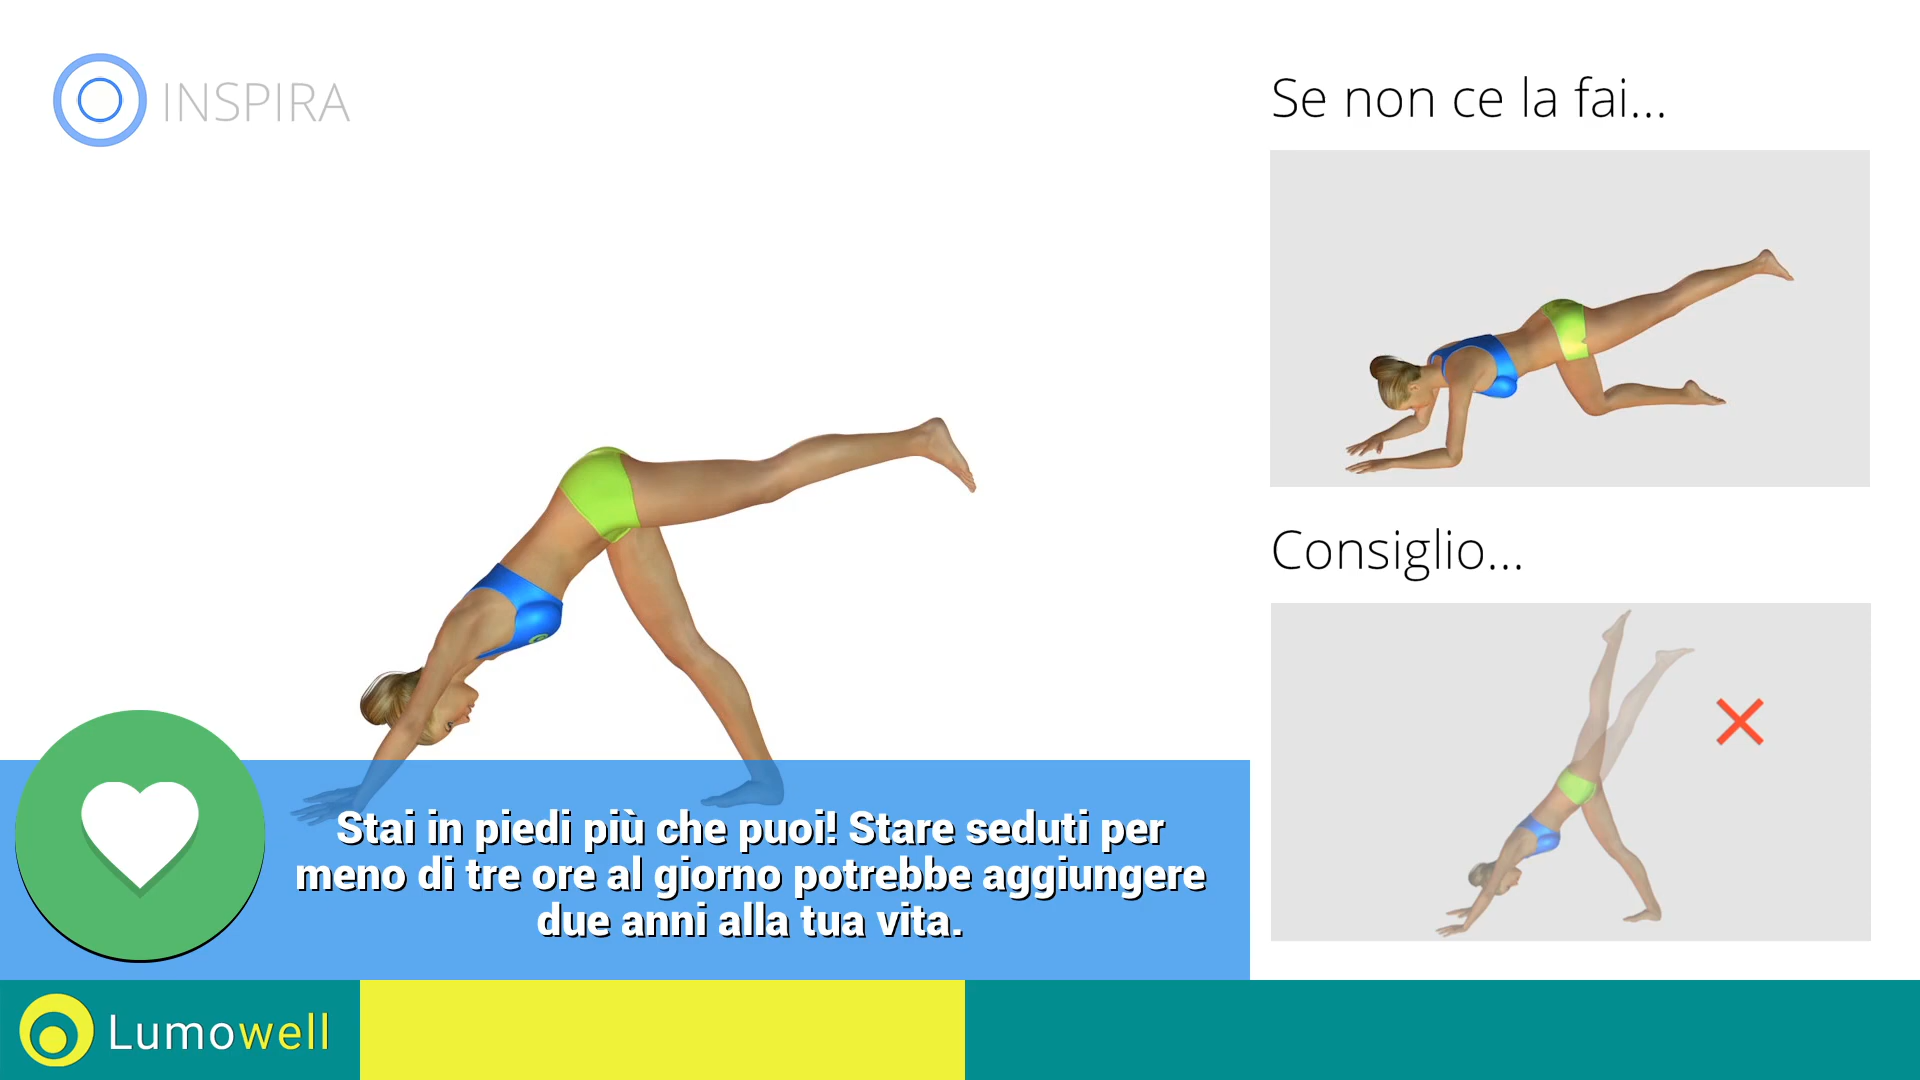 INSPIRA
Se non ce la fai...
Consiglio...
Stai in piedi più che puoi! Stare seduti per
meno di tre ore al giorno potrebbe aggiungere
due anni alla tua vita.
Lumowell